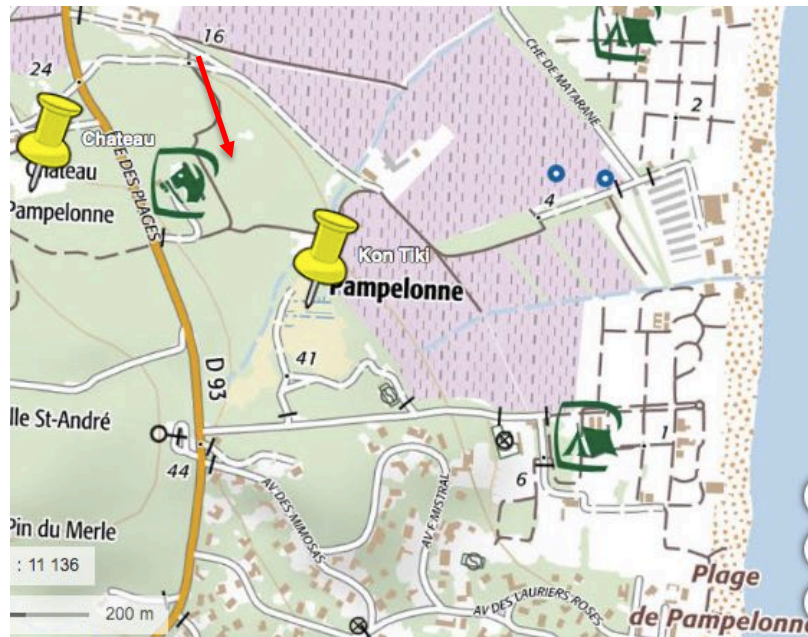 16
24
CHE DE MATARANE
2
Chateau
Château
Pampelonne
E DES PLAGES
4
Kon Tiki
Pampelonne
D 93
41
lle St-André
44
1
6
AV DES MIMOSAS
AV F MISTRAL
Pin du Merle
: 11 136
200 m
AV DES LAURIERS ROSES
Plage
de Pampelonn